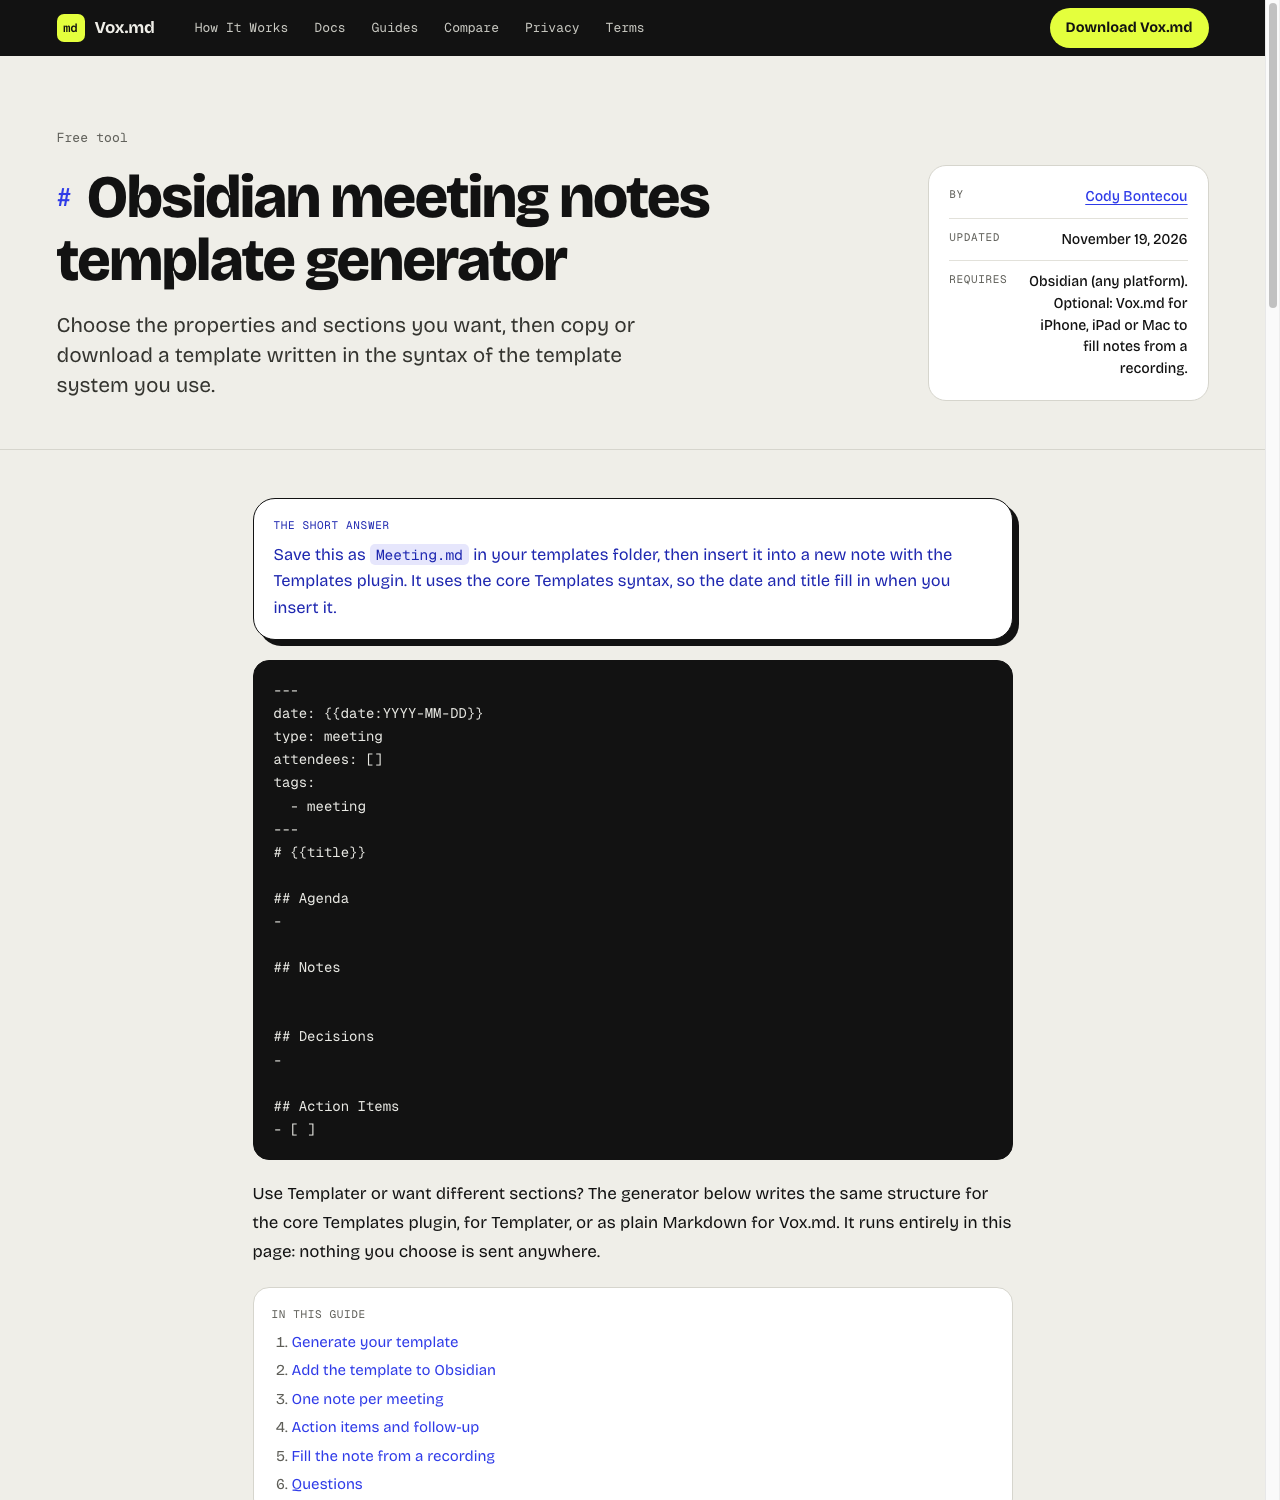 md Vox.md How It Works Docs Guides Compare Privacy Terms Download Vox.md
Free tool
# Obsidian meeting notes
template generator
Choose the properties and sections you want, then copy or
download a template written in the syntax of the template
system you use.
BY Cody Bontecou
UPDATED November 19, 2026
REQUIRES Obsidian (any platform).
Optional: Vox.md for
iPhone, iPad or Mac to
fill notes from a
recording.
THE SHORT ANSWER
Save this as Meeting.md in your templates folder, then insert it into a new note with the
Templates plugin. It uses the core Templates syntax, so the date and title fill in when you
insert it.
---
date: {{date:YYYY-MM-DD}}
type: meeting
attendees: []
tags:
  - meeting
---
# {{title}}
## Agenda
-
## Notes
## Decisions
-
## Action Items
- [ ]
Use Templater or want different sections? The generator below writes the same structure for
the core Templates plugin, for Templater, or as plain Markdown for Vox.md. It runs entirely in this
page: nothing you choose is sent anywhere.
IN THIS GUIDE
1. Generate your template
2. Add the template to Obsidian
3. One note per meeting
4. Action items and follow-up
5. Fill the note from a recording
6. Questions